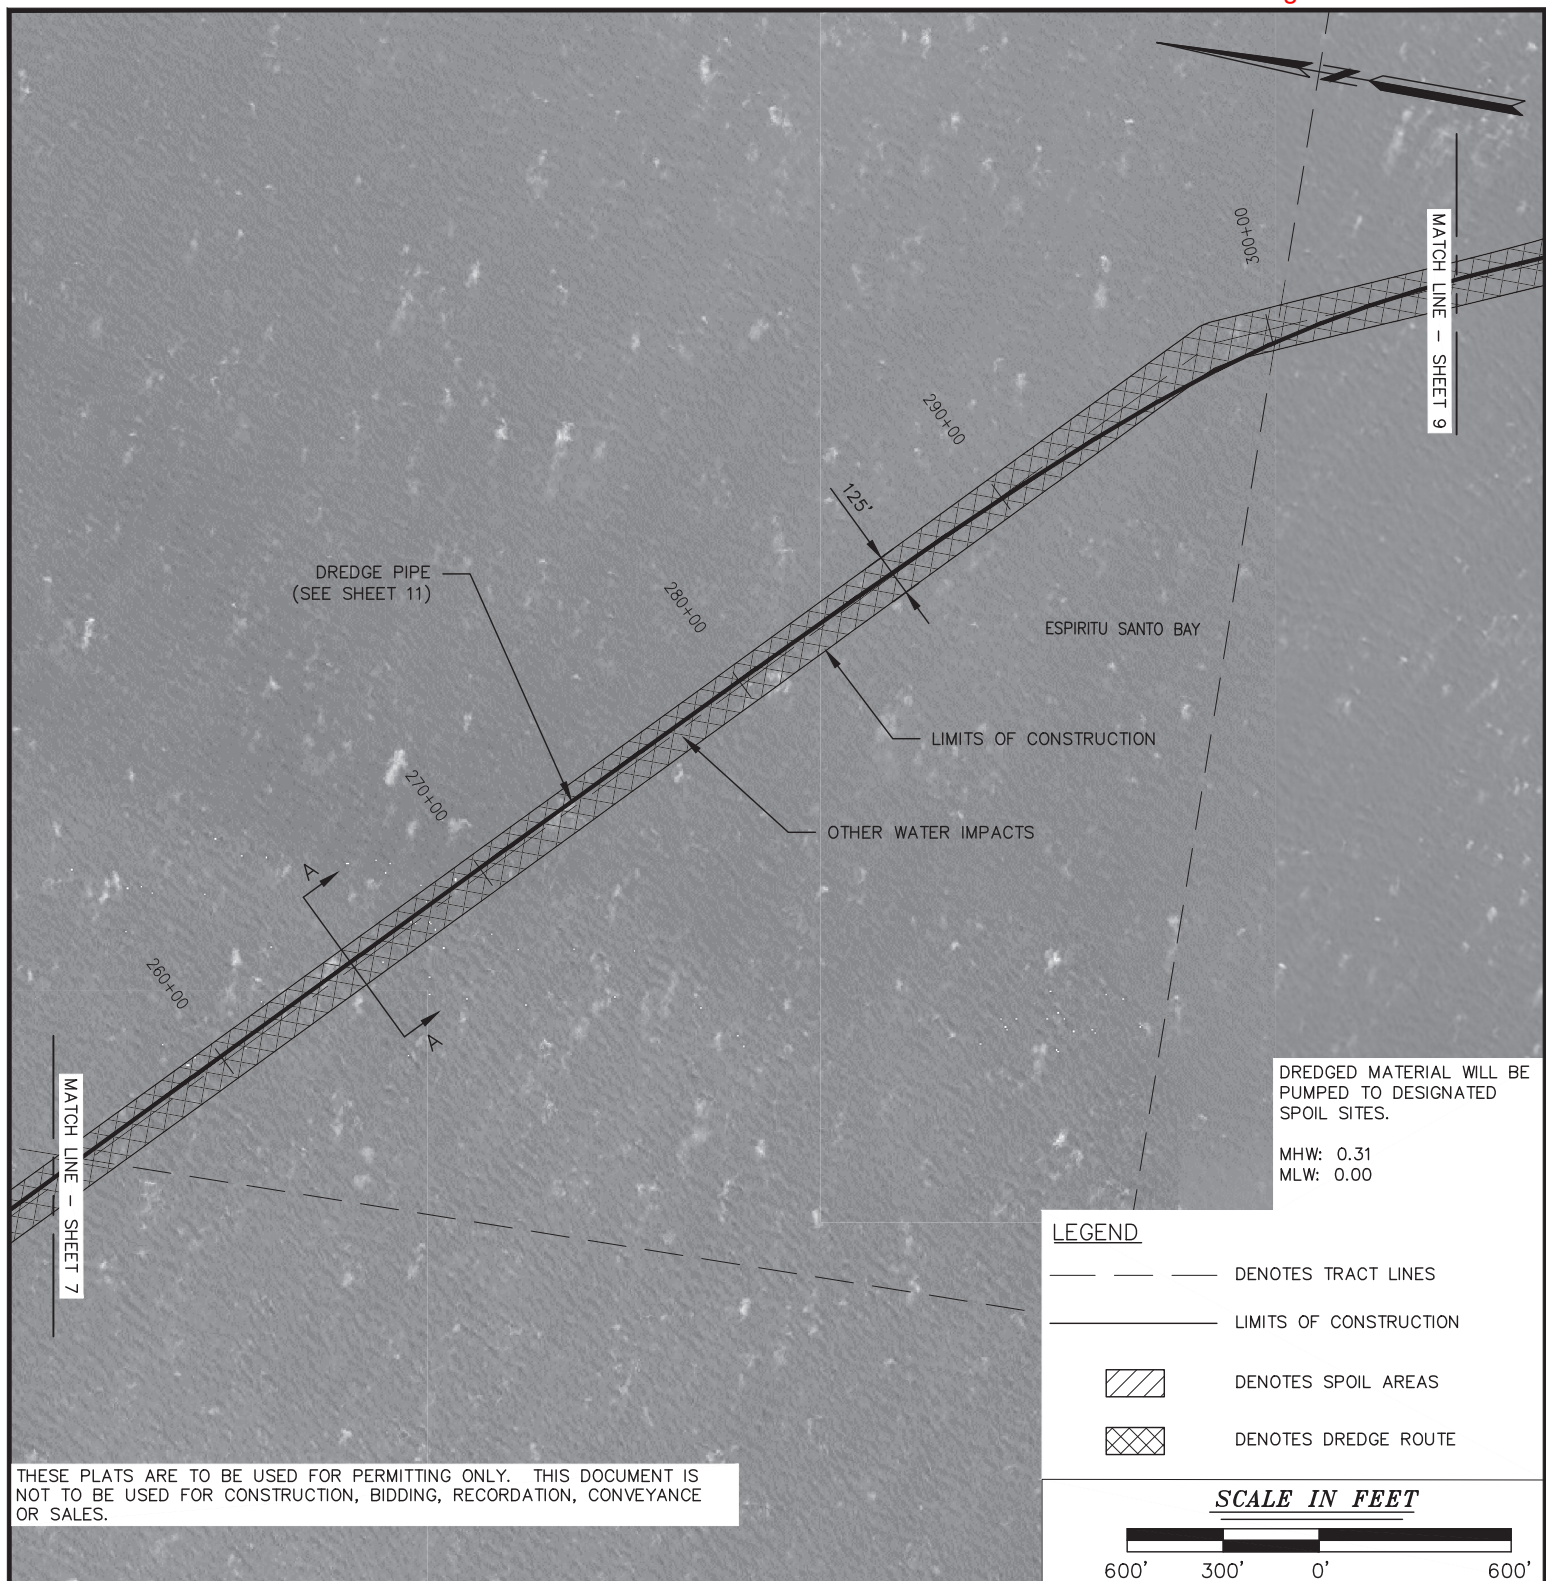 N
300+00
MATCH LINE – SHEET 9
290+00
125'
DREDGE PIPE
(SEE SHEET 11)
280+00
ESPIRITU SANTO BAY
LIMITS OF CONSTRUCTION
270+00
OTHER WATER IMPACTS
A
260+00
A
MATCH LINE – SHEET 7
DREDGED MATERIAL WILL BE
PUMPED TO DESIGNATED
SPOIL SITES.
MHW: 0.31
MLW: 0.00
LEGEND
DENOTES TRACT LINES
LIMITS OF CONSTRUCTION
DENOTES SPOIL AREAS
DENOTES DREDGE ROUTE
THESE PLATS ARE TO BE USED FOR PERMITTING ONLY. THIS DOCUMENT IS
NOT TO BE USED FOR CONSTRUCTION, BIDDING, RECORDATION, CONVEYANCE
OR SALES.
SCALE IN FEET
600' 300' 0' 600'